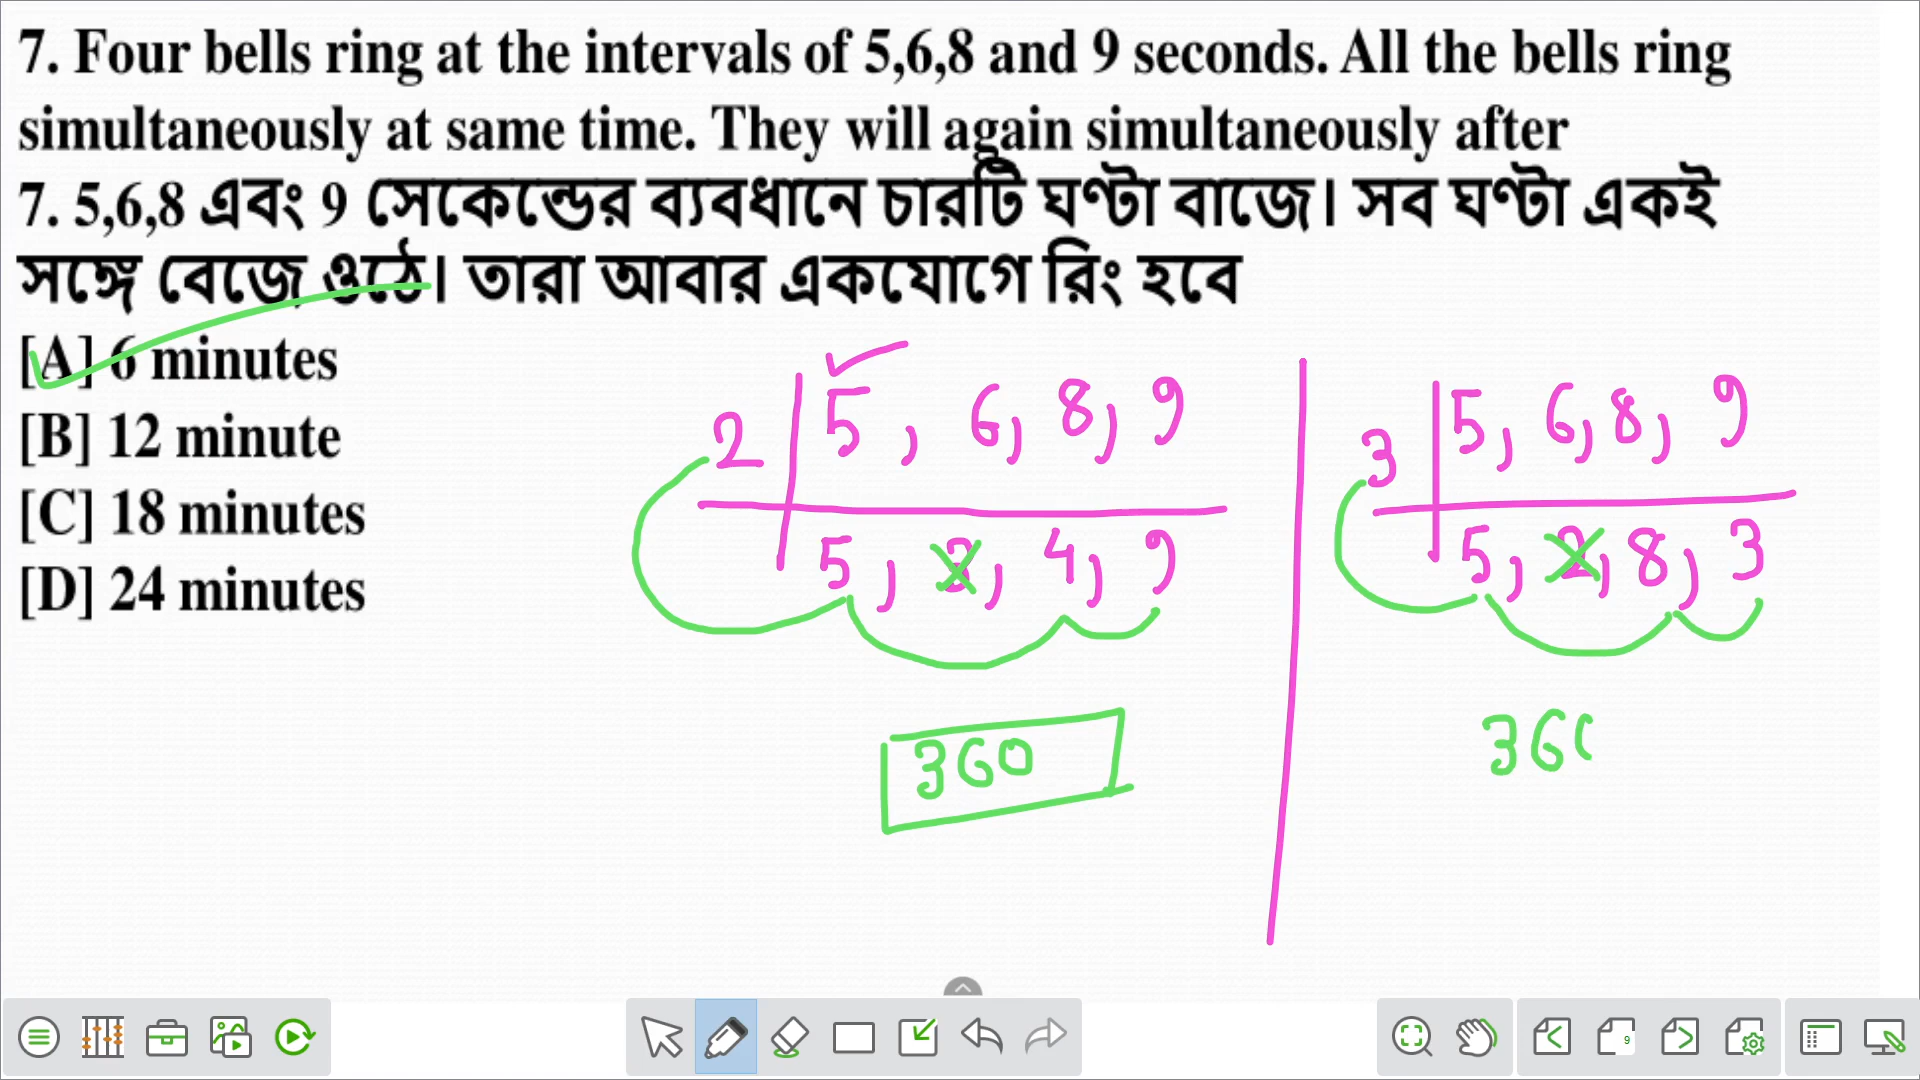 7. Four bells ring at the intervals of 5,6,8 and 9 seconds. All the bells ring
simultaneously at same time. They will again simultaneously after
7. 5,6,8 এবং 9 সেকেন্ডের ব্যবধানে চারটি ঘণ্টা বাজে। সব ঘণ্টা একই
সঙ্গে বেজে ওঠে। তারা আবার একযোগে রিং হবে
[A] 6 minutes
[B] 12 minute
[C] 18 minutes
[D] 24 minutes
2 5, 6, 8, 9
5, 3, 4, 9
360
3 5, 6, 8, 9
5, 2, 8, 3
360
9